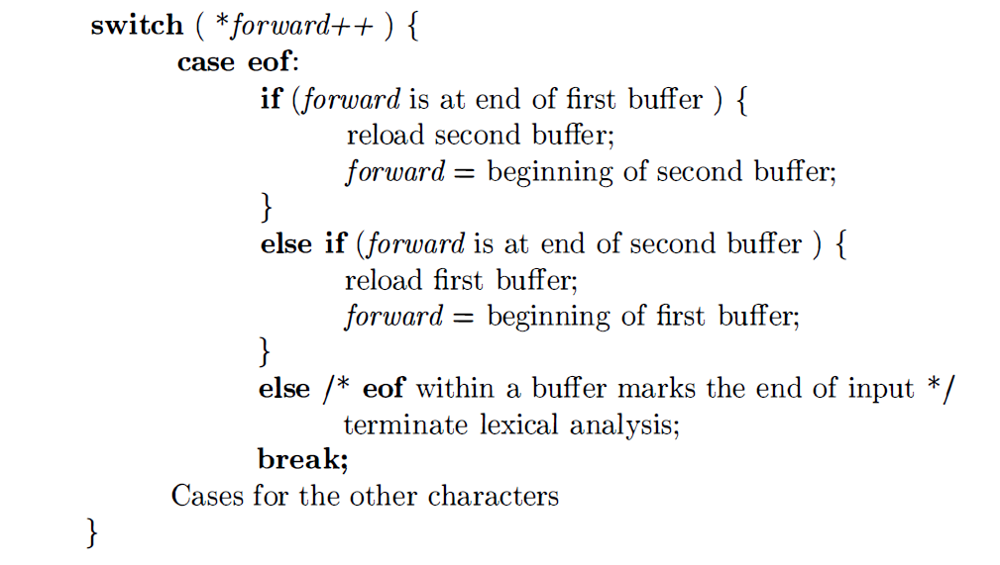 switch ( *forward++ ) {
case eof:
if (forward is at end of first buffer ) {
reload second buffer;
forward = beginning of second buffer;
}
else if (forward is at end of second buffer ) {
reload first buffer;
forward = beginning of first buffer;
}
else /* eof within a buffer marks the end of input */
terminate lexical analysis;
break;
Cases for the other characters
}